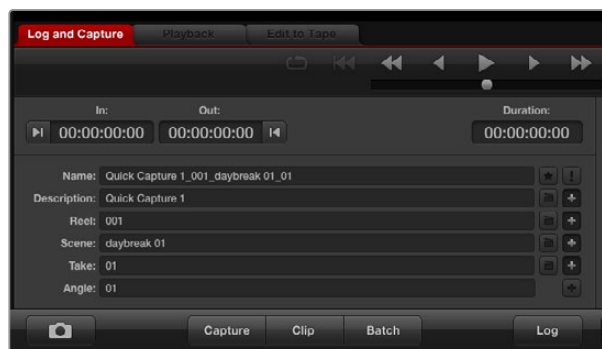 Log and Capture Playback Edit to Tape
In: Out: Duration:
00:00:00:00 00:00:00:00 00:00:00:00
Name: Quick Capture 1_001_daybreak 01_01
Description: Quick Capture 1
Reel: 001
Scene: daybreak 01
Take: 01
Angle: 01
Capture Clip Batch Log